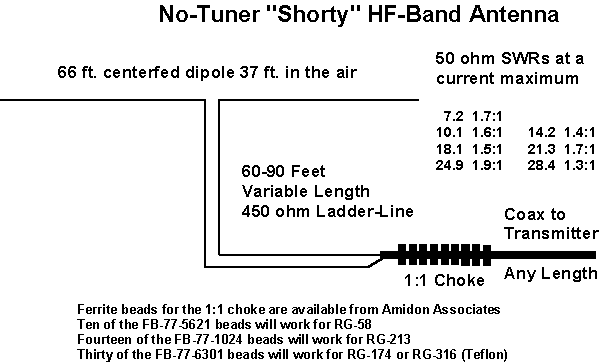 No-Tuner "Shorty" HF-Band Antenna
66 ft. centerfed dipole 37 ft. in the air
50 ohm SWRs at a
current maximum
7.2 1.7:1
10.1 1.6:1 14.2 1.4:1
18.1 1.5:1 21.3 1.7:1
24.9 1.9:1 28.4 1.3:1
60-90 Feet
Variable Length
450 ohm Ladder-Line
Coax to
Transmitter
1:1 Choke
Any Length
Ferrite beads for the 1:1 choke are available from Amidon Associates
Ten of the FB-77-5621 beads will work for RG-58
Fourteen of the FB-77-1024 beads will work for RG-213
Thirty of the FB-77-6301 beads will work for RG-174 or RG-316 (Teflon)